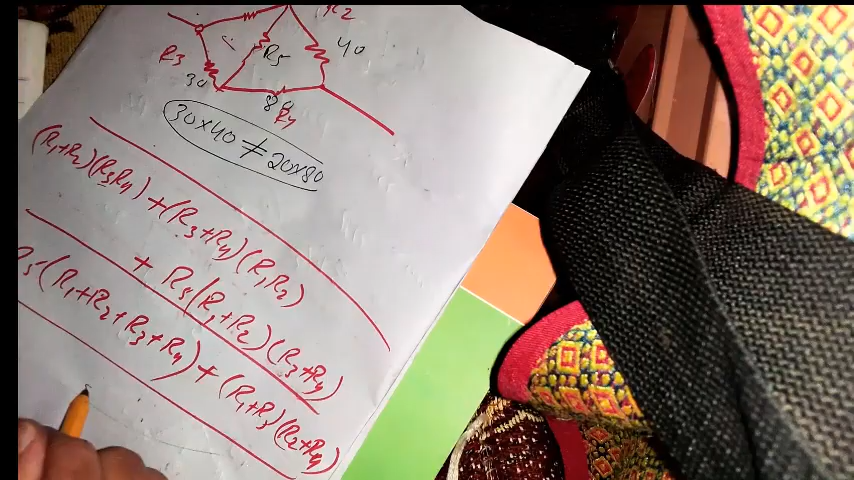 R2
R5
40
R3
30
80
R4
30×40 ≠ 20×80
(R1+R2)(R3R4) + (R3+R4)(R1R2)
+ R5(R1+R2)(R3+R4)
R5(R1+R2+R3+R4) + (R1+R3)(R2+R4)